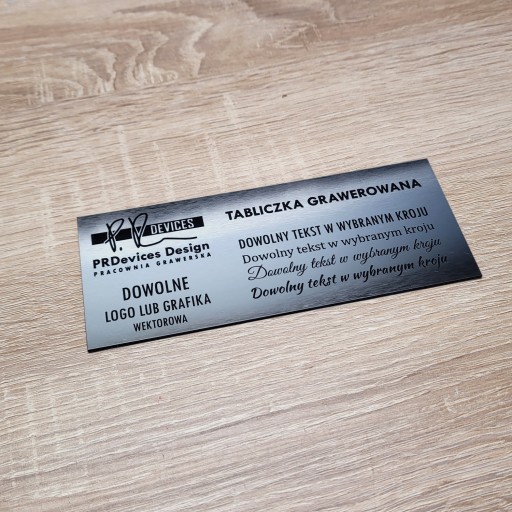 P. R. DEVICES
PRDevices Design
PRACOWNIA GRAWERSKA
DOWOLNE
LOGO LUB GRAFIKA
WEKTOROWA
TABLICZKA GRAWEROWANA
DOWOLNY TEKST W WYBRANYM KROJU
Dowolny tekst w wybranym kroju
Dowolny tekst w wybranym kroju
Dowolny tekst w wybranym kroju